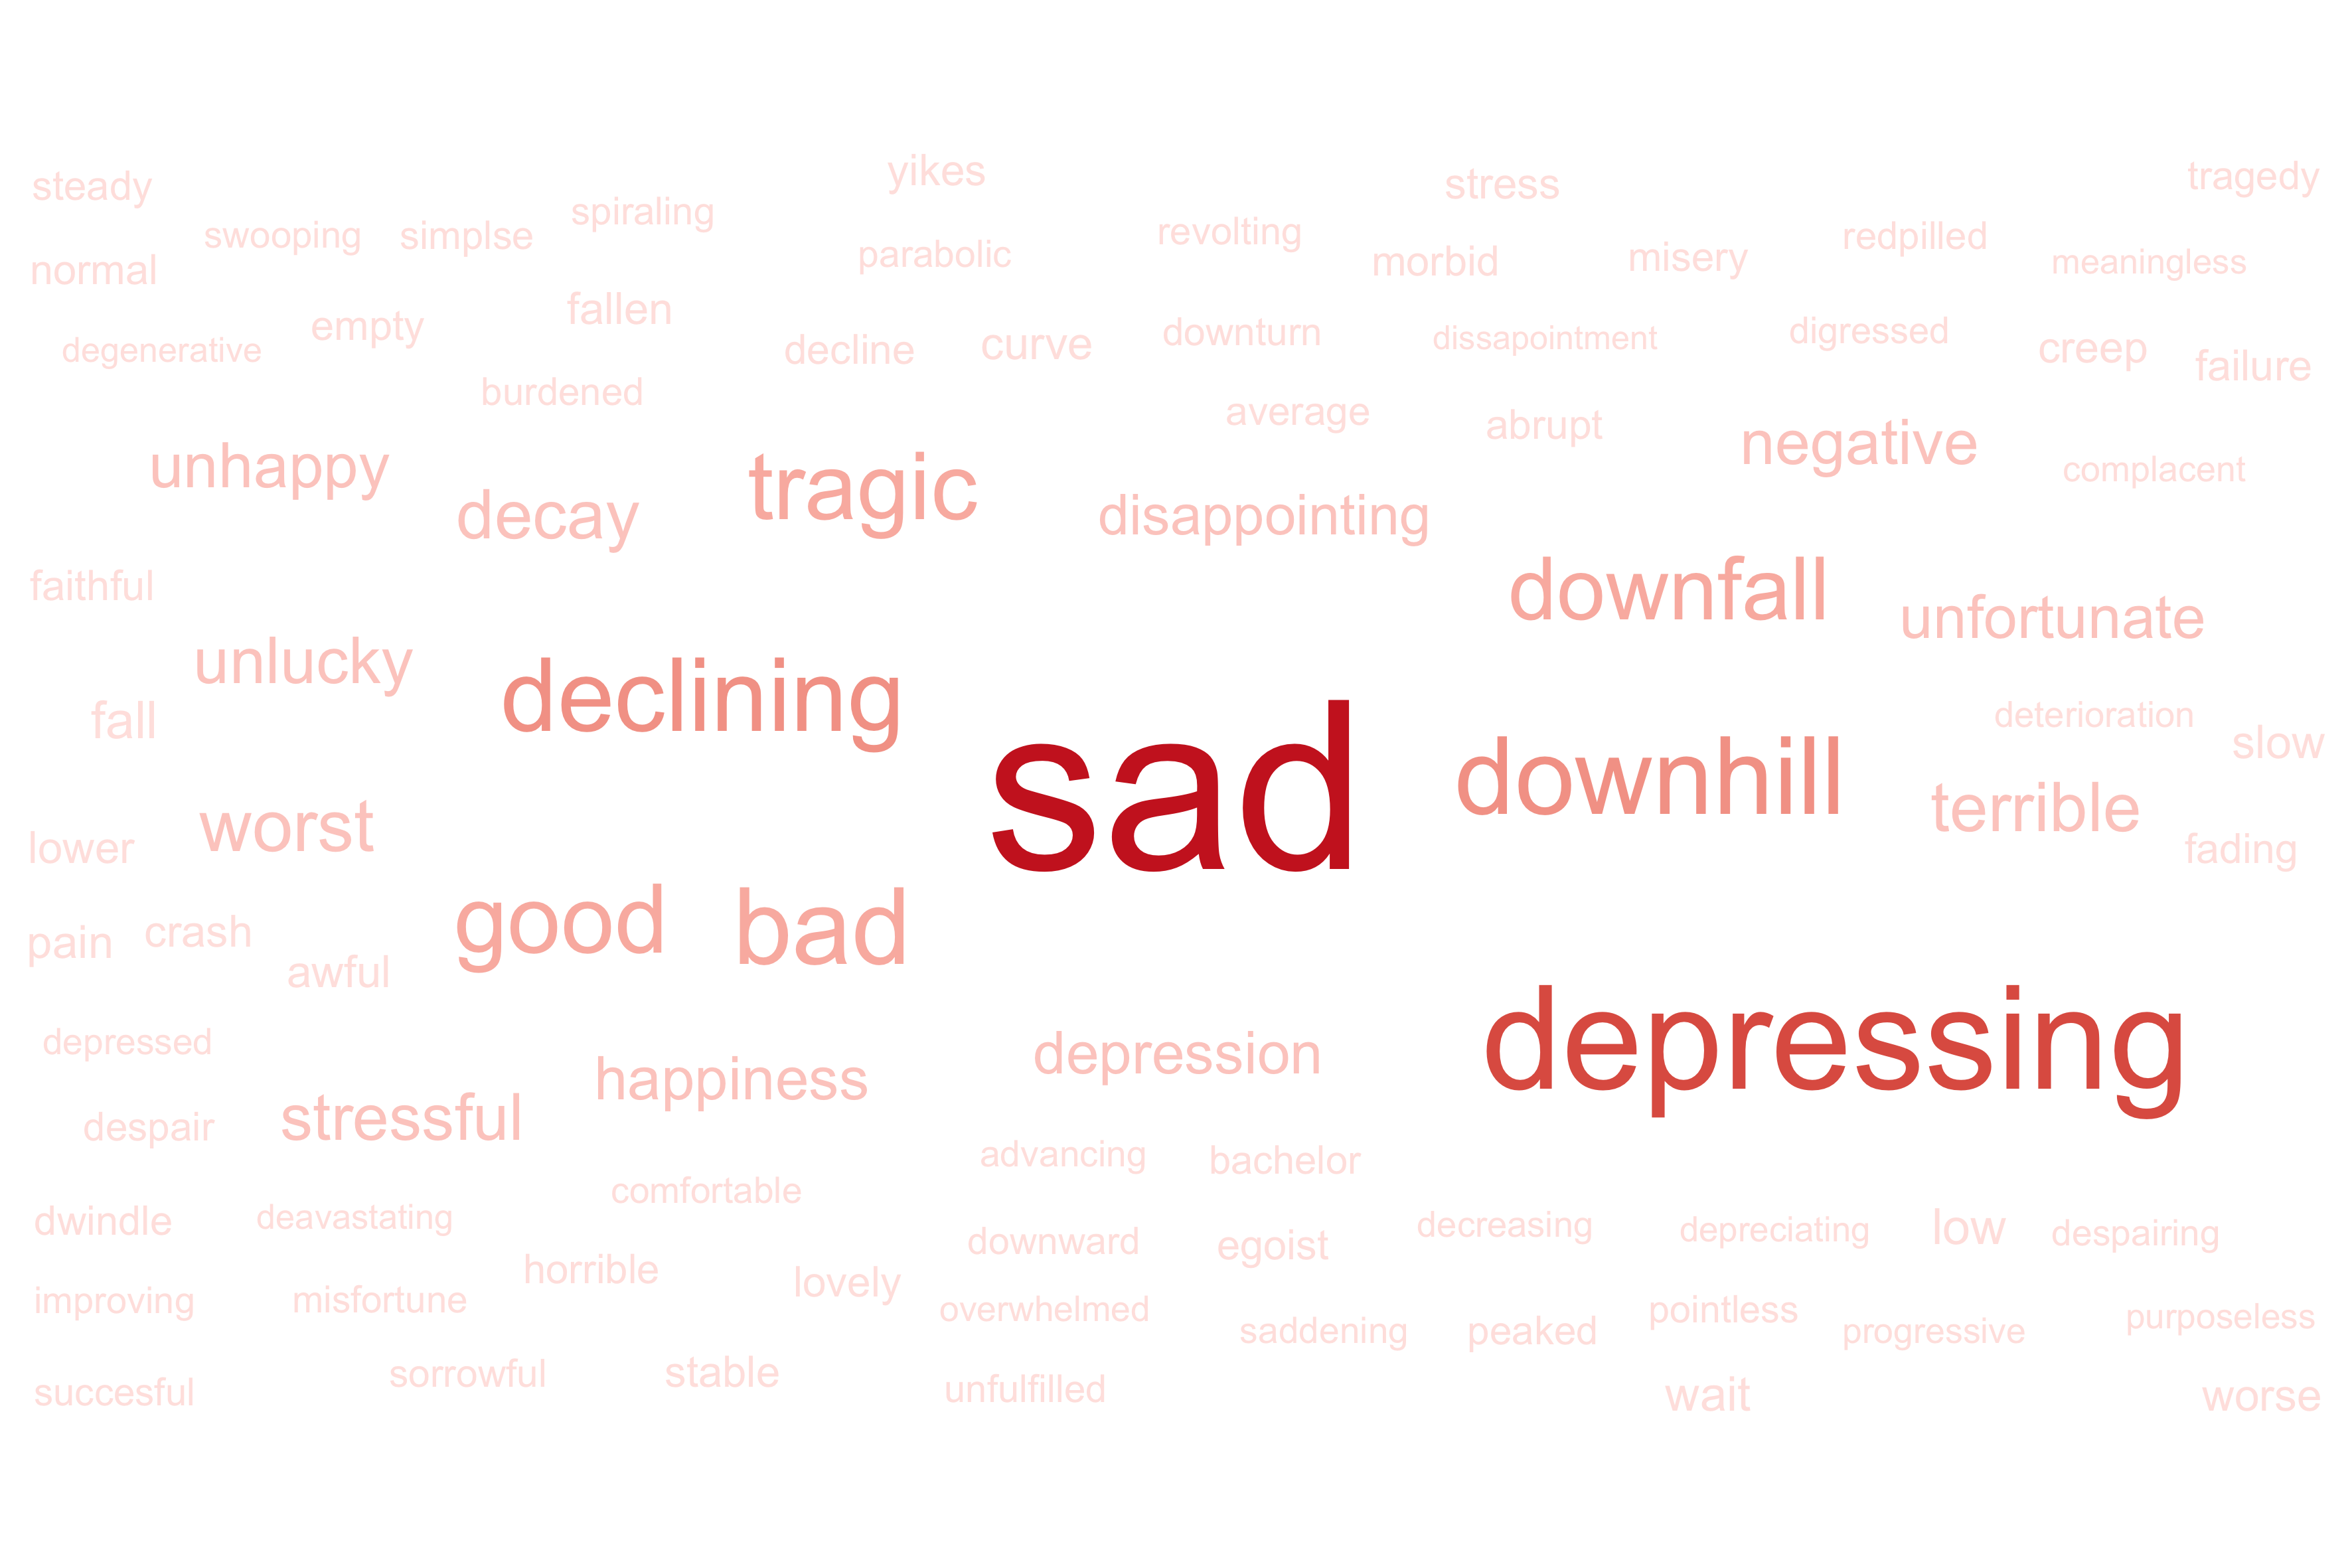 yikes
steady
stress
tragedy
spiraling
swooping
simplse
revolting
redpilled
normal
parabolic
morbid
misery
meaningless
empty
fallen
degenerative
decline
curve
downturn
dissapointment
digressed
creep
failure
burdened
average
abrupt
unhappy
tragic
negative
complacent
decay
disappointing
faithful
downfall
unfortunate
unlucky
declining
fall
deterioration
slow
sad
downhill
terrible
worst
lower
fading
good
bad
pain
crash
awful
depressed
depression
depressing
happiness
stressful
despair
advancing
bachelor
comfortable
dwindle
deavastating
downward
egoist
decreasing
depreciating
low
despairing
horrible
lovely
improving
misfortune
overwhelmed
saddening
peaked
pointless
progressive
purposeless
sorrowful
stable
succesful
unfulfilled
wait
worse